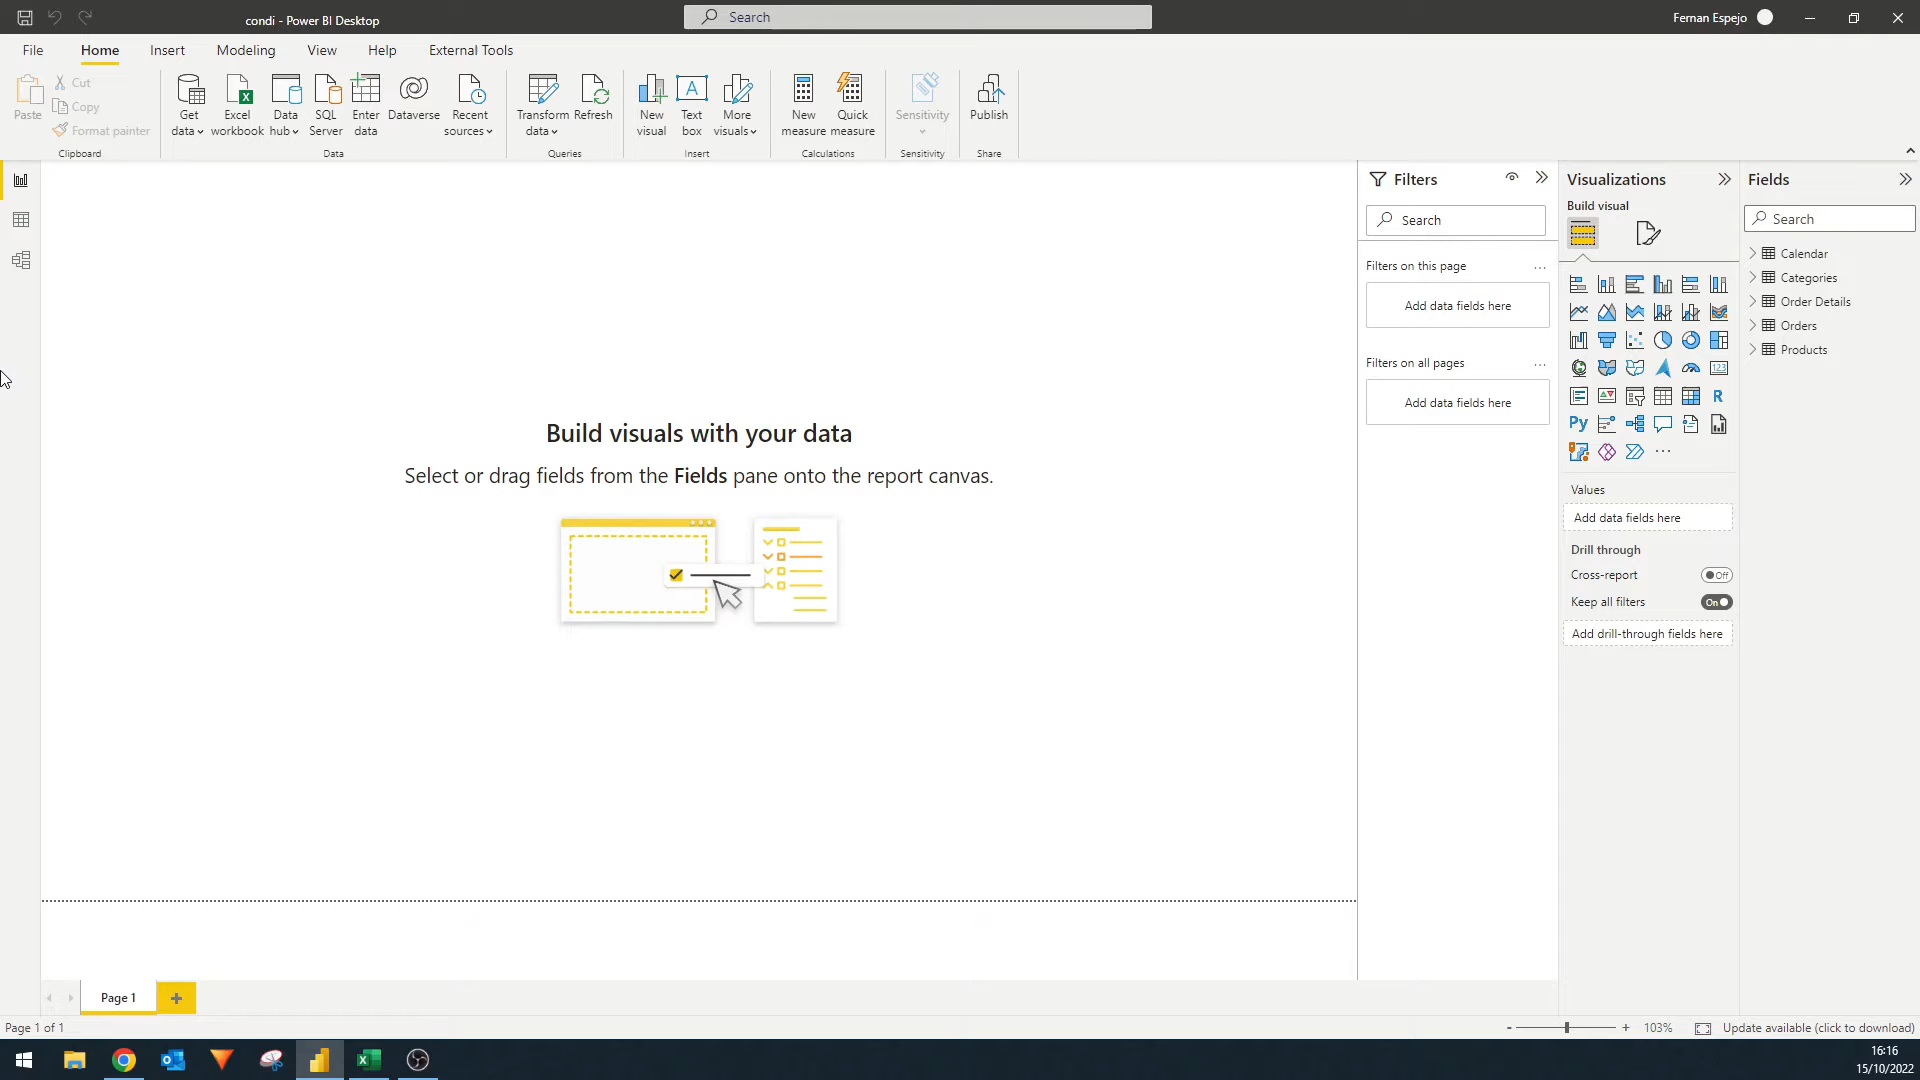 condi - Power BI Desktop
Search
Fernan Espejo
File Home Insert Modeling View Help External Tools
Paste
Cut
Copy
Format painter
Clipboard
Get data
Excel workbook
Data hub
SQL Server
Enter data
Dataverse
Recent sources
Data
Transform data
Refresh
Queries
New visual
Text box
More visuals
Insert
New measure
Quick measure
Calculations
Sensitivity
Sensitivity
Publish
Share
Build visuals with your data
Select or drag fields from the Fields pane onto the report canvas.
Filters
Search
Filters on this page
...
Add data fields here
Filters on all pages
...
Add data fields here
Visualizations
Build visual
123
R
Py
...
Values
Add data fields here
Drill through
Cross-report Off
Keep all filters On
Add drill-through fields here
Fields
Search
Calendar
Categories
Order Details
Orders
Products
Page 1
+
Page 1 of 1
- + 103%
Update available (click to download)
16:16
15/10/2022